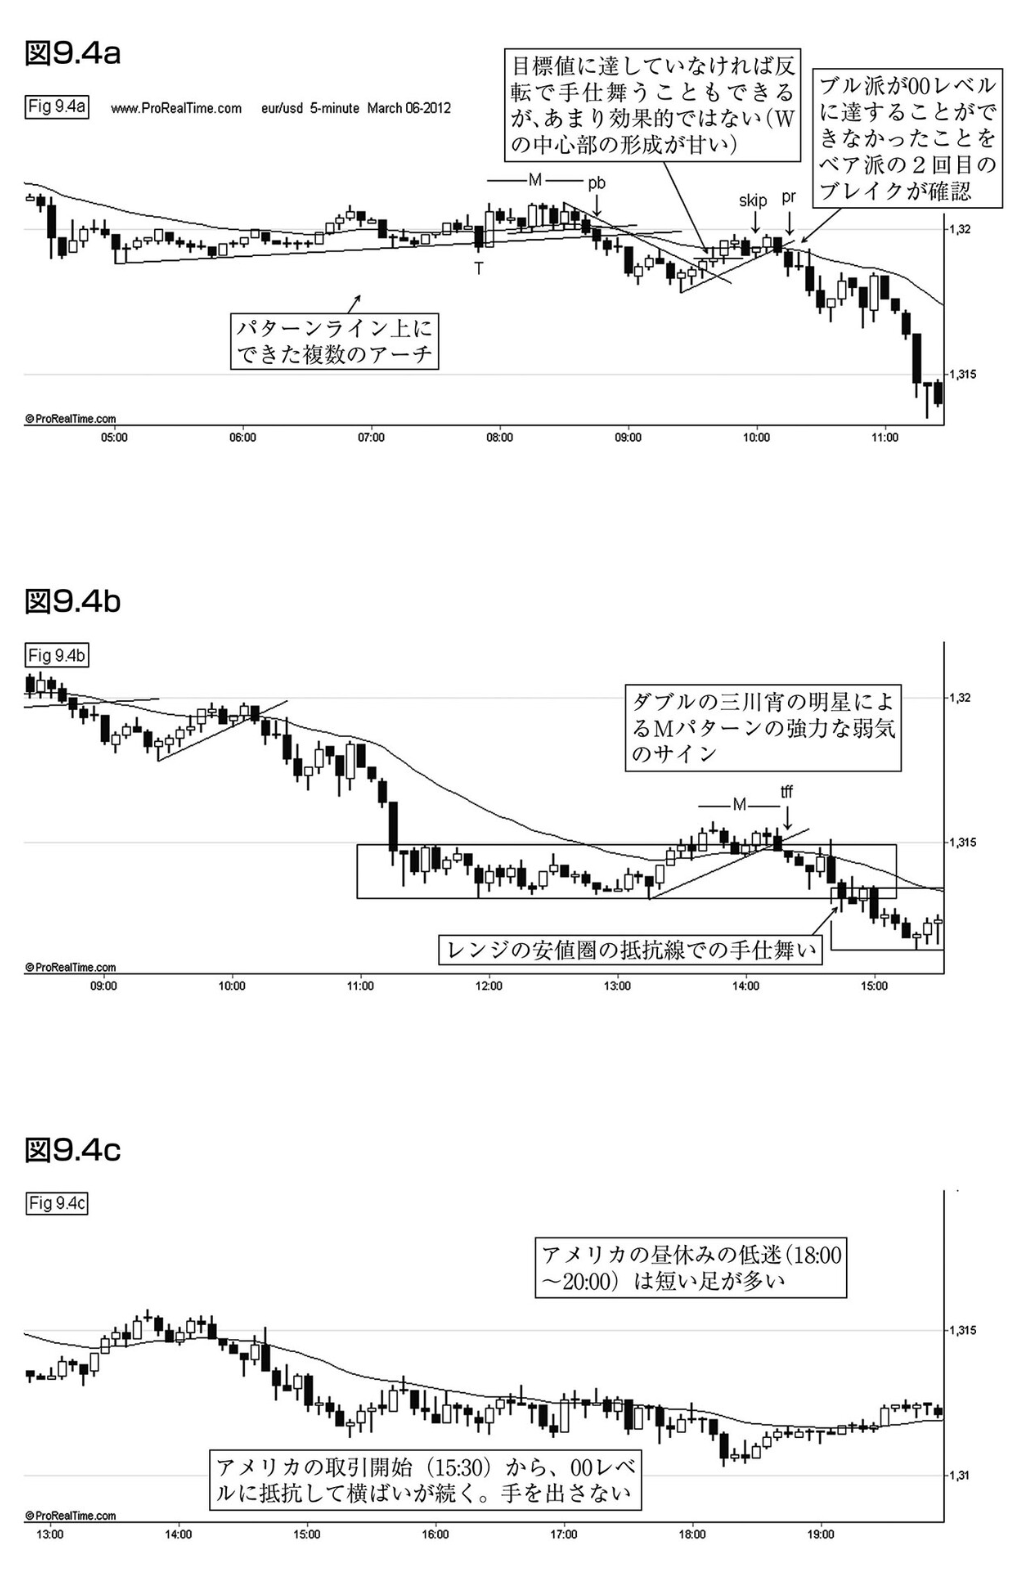 図9.4a
Fig 9.4a
www.ProRealTime.com eur/usd 5-minute March 06-2012
目標値に達していなければ反
転で手仕舞うこともできる
が、あまり効果的ではない(W
の中心部の形成が甘い)
ブル派が00レベル
に達することがで
きなかったことを
ベア派の2回目の
ブレイクが確認
M
pb
skip
pr
T
パターンライン上に
できた複数のアーチ
1,32
1,315
©ProRealTime.com
05:00 06:00 07:00 08:00 09:00 10:00 11:00
図9.4b
Fig 9.4b
ダブルの三川宵の明星によ
るMパターンの強力な弱気
のサイン
M
tff
レンジの安値圏の抵抗線での手仕舞い
1,32
1,315
©ProRealTime.com
09:00 10:00 11:00 12:00 13:00 14:00 15:00
図9.4c
Fig 9.4c
アメリカの昼休みの低迷(18:00
～20:00)は短い足が多い
アメリカの取引開始(15:30)から、00レベ
ルに抵抗して横ばいが続く。手を出さない
1,315
1,31
©ProRealTime.com
13:00 14:00 15:00 16:00 17:00 18:00 19:00